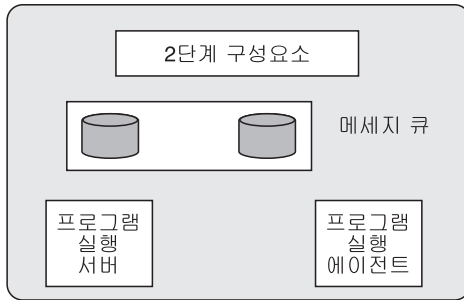 2단계 구성요소
메세지 큐
프로그램
실행
서버
프로그램
실행
에이전트